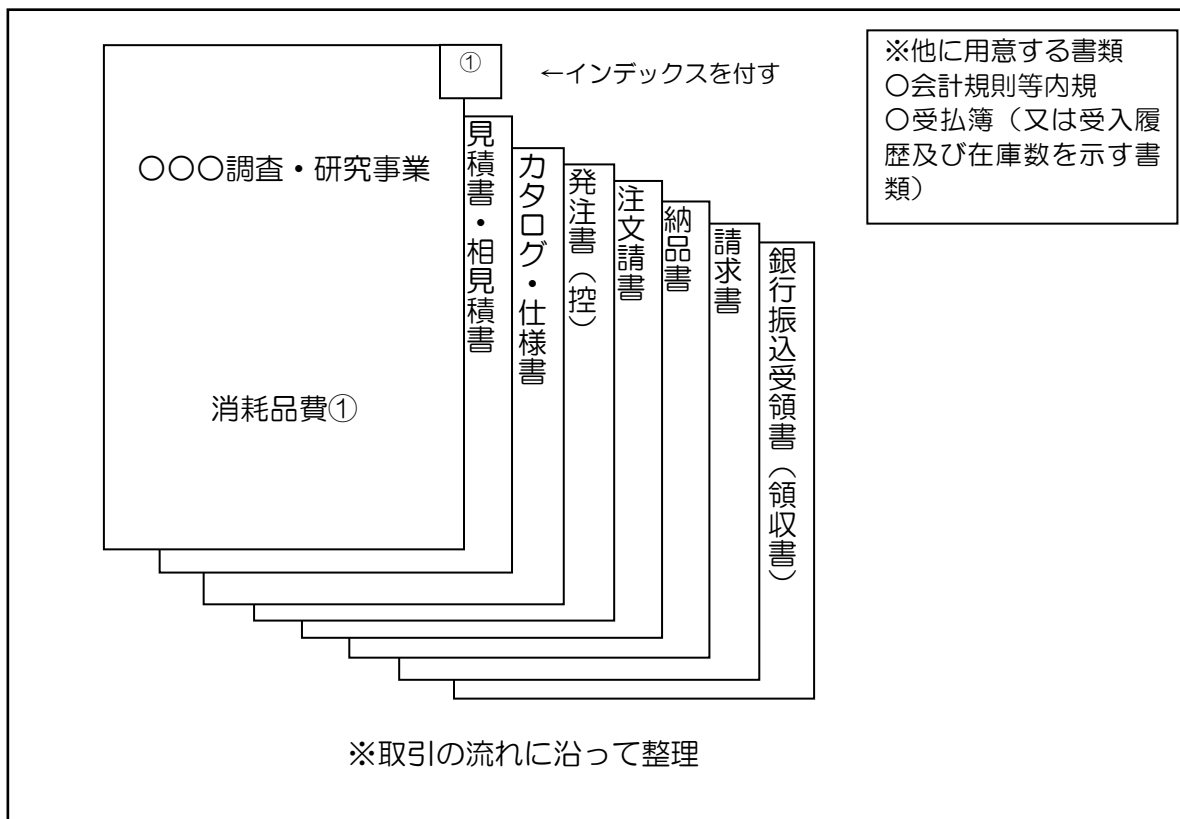 ①
←インデックスを付す
〇〇〇調査・研究事業
消耗品費①
見積書・相見積書
カタログ・仕様書
発注書（控）
注文請書
納品書
請求書
銀行振込受領書（領収書）
※他に用意する書類
〇会計規則等内規
〇受払簿（又は受入履
歴及び在庫数を示す書
類）
※取引の流れに沿って整理